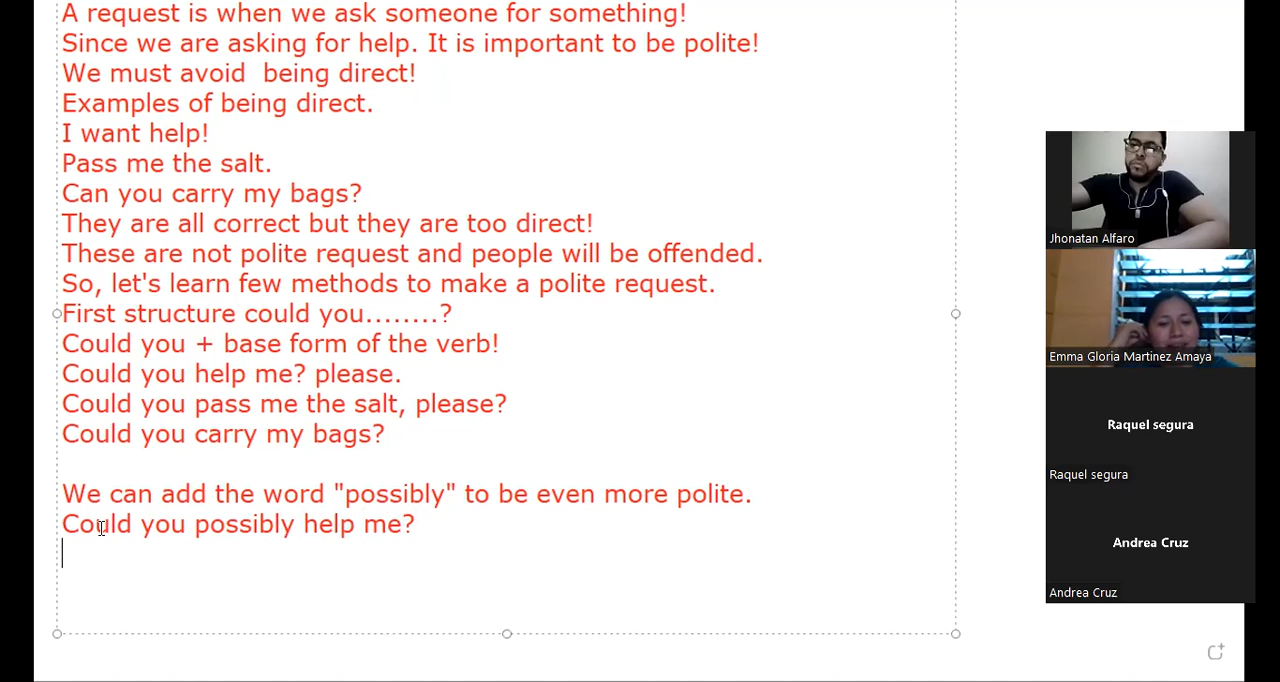 A request is when we ask someone for something!
Since we are asking for help. It is important to be polite!
We must avoid  being direct!
Examples of being direct.
I want help!
Pass me the salt.
Can you carry my bags?
They are all correct but they are too direct!
These are not polite request and people will be offended.
So, let's learn few methods to make a polite request.
First structure could you........?
Could you + base form of the verb!
Could you help me? please.
Could you pass me the salt, please?
Could you carry my bags?
We can add the word "possibly" to be even more polite.
Could you possibly help me?
Jhonatan Alfaro
Emma Gloria Martinez Amaya
Raquel segura
Raquel segura
Andrea Cruz
Andrea Cruz